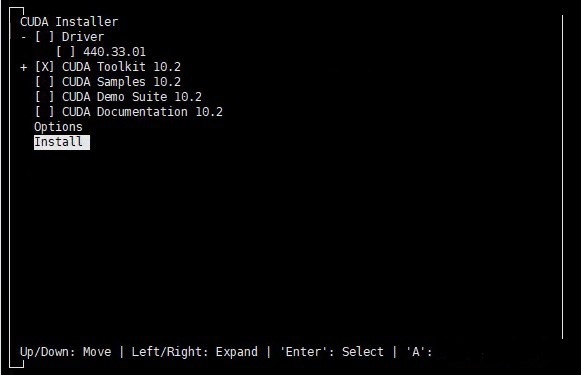 CUDA Installer
- [ ] Driver
[ ] 440.33.01
+ [X] CUDA Toolkit 10.2
[ ] CUDA Samples 10.2
[ ] CUDA Demo Suite 10.2
[ ] CUDA Documentation 10.2
Options
Install
Up/Down: Move | Left/Right: Expand | 'Enter': Select | 'A':